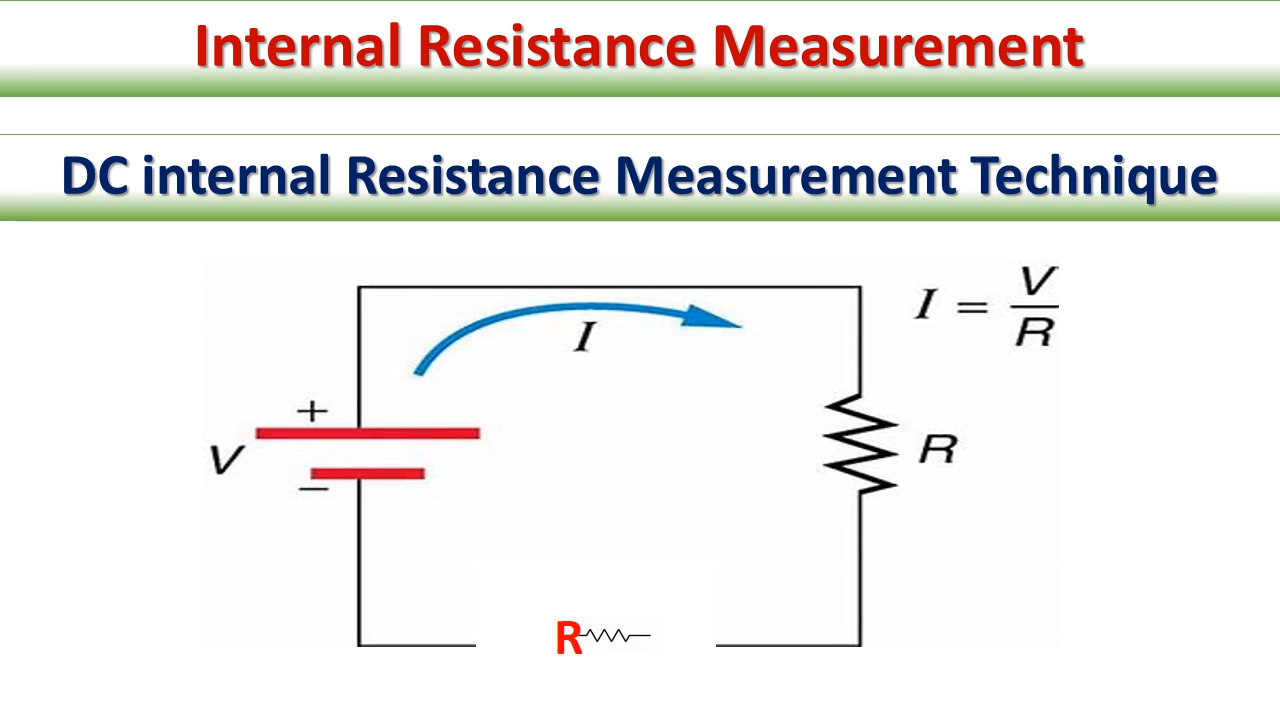 Internal Resistance Measurement
DC internal Resistance Measurement Technique
I = V/R
I
+
V
−
R
R